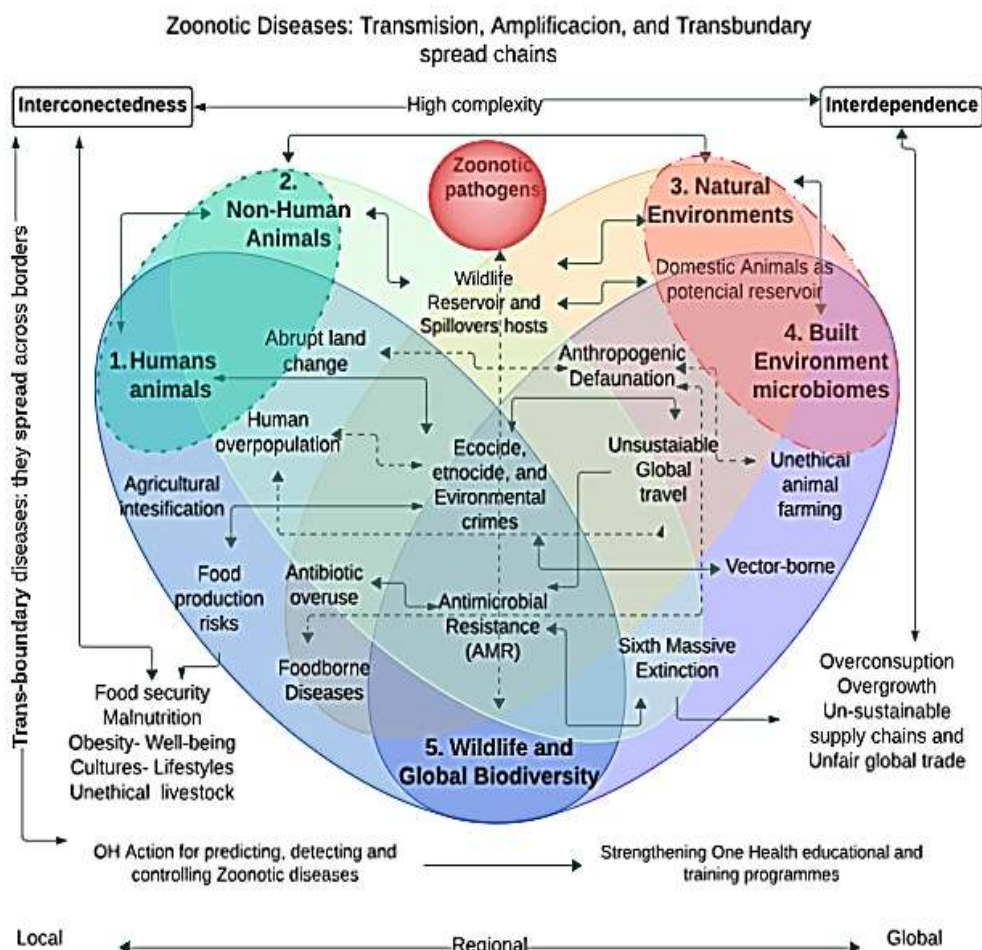 Zoonotic Diseases: Transmision, Amplificacion, and Transbundary
spread chains
Interconectedness
High complexity
Interdependence
Trans-boundary diseases: they spread across borders
Zoonotic
pathogens
2.
Non-Human
Animals
3. Natural
Environments
Wildlife
Reservoir and
Spillovers hosts
Domestic Animals as
potencial reservoir
1. Humans
animals
Abrupt land
change
Anthropogenic
Defaunation
4. Built
Environment
microbiomes
Human
overpopulation
Ecocide,
etnocide, and
Evironmental
crimes
Unsustaiable
Global
travel
Unethical
animal
farming
Agricultural
intesification
Food
production
risks
Antibiotic
overuse
Antimicrobial
Resistance
(AMR)
Vector-borne
Foodborne
Diseases
Sixth Massive
Extinction
Food security
Malnutrition
Obesity- Well-being
Cultures- Lifestyles
Unethical livestock
5. Wildlife and
Global Biodiversity
Overconsuption
Overgrowth
Un-sustainable
supply chains and
Unfair global trade
OH Action for predicting, detecting and
controlling Zoonotic diseases
Strengthening One Health educational and
training programmes
Local
Regional
Global